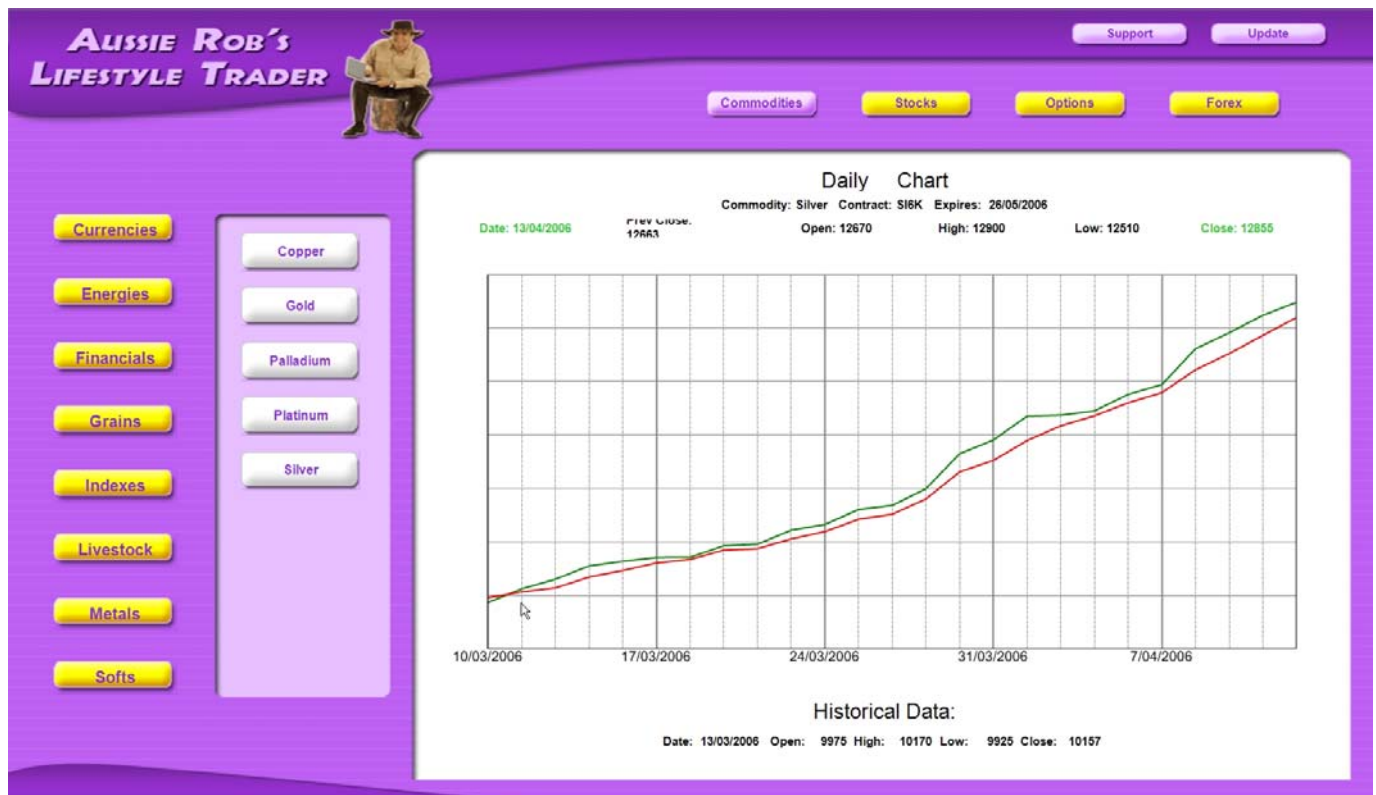 AUSSIE ROB´S
LIFESTYLE TRADER
Support Update
Commodities Stocks Options Forex
Daily Chart
Commodity: Silver Contract: SI6K Expires: 26/05/2006
Date: 13/04/2006 Prev Close: Open: 12670 High: 12900 Low: 12510 Close: 12855
12663
Currencies
Energies
Financials
Grains
Indexes
Livestock
Metals
Softs
Copper
Gold
Palladium
Platinum
Silver
10/03/2006 17/03/2006 24/03/2006 31/03/2006 7/04/2006
Historical Data:
Date: 13/03/2006 Open: 9975 High: 10170 Low: 9925 Close: 10157